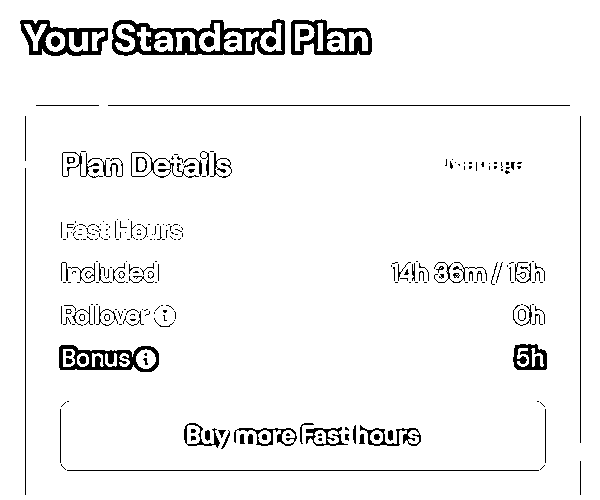 Your Standard Plan
Plan Details
Manage
Fast Hours
Included 14h 36m / 15h
Rollover 0h
Bonus 5h
Buy more Fast hours